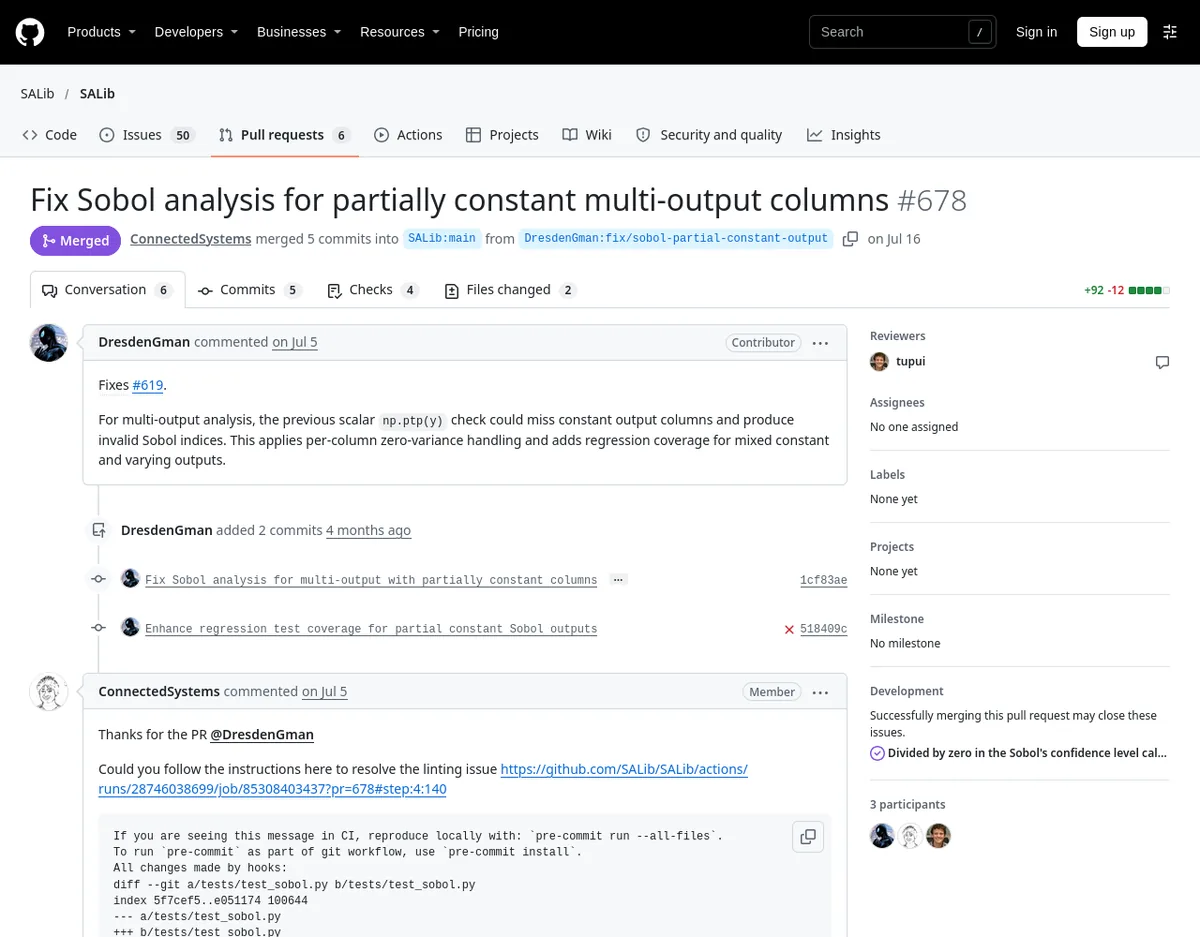 Products Developers Businesses Resources Pricing Search / Sign in Sign up
SALib / SALib
Code Issues 50 Pull requests 6 Actions Projects Wiki Security and quality Insights
Fix Sobol analysis for partially constant multi-output columns #678
Merged ConnectedSystems merged 5 commits into SALib:main from DresdenGman:fix/sobol-partial-constant-output on Jul 16
Conversation 6 Commits 5 Checks 4 Files changed 2 +92 -12
DresdenGman commented on Jul 5 Contributor
Fixes #619.
For multi-output analysis, the previous scalar np.ptp(y) check could miss constant output columns and produce
invalid Sobol indices. This applies per-column zero-variance handling and adds regression coverage for mixed constant
and varying outputs.
DresdenGman added 2 commits 4 months ago
Fix Sobol analysis for multi-output with partially constant columns ... 1cf83ae
Enhance regression test coverage for partial constant Sobol outputs 518409c
ConnectedSystems commented on Jul 5 Member
Thanks for the PR @DresdenGman
Could you follow the instructions here to resolve the linting issue https://github.com/SALib/SALib/actions/
runs/28746038699/job/85308403437?pr=678#step:4:140
If you are seeing this message in CI, reproduce locally with: `pre-commit run --all-files`.
To run `pre-commit` as part of git workflow, use `pre-commit install`.
All changes made by hooks:
diff --git a/tests/test_sobol.py b/tests/test_sobol.py
index 5f7cef5..e051174 100644
--- a/tests/test_sobol.py
+++ b/tests/test_sobol.py
Reviewers
tupui
Assignees
No one assigned
Labels
None yet
Projects
None yet
Milestone
No milestone
Development
Successfully merging this pull request may close these
issues.
Divided by zero in the Sobol's confidence level cal...
3 participants